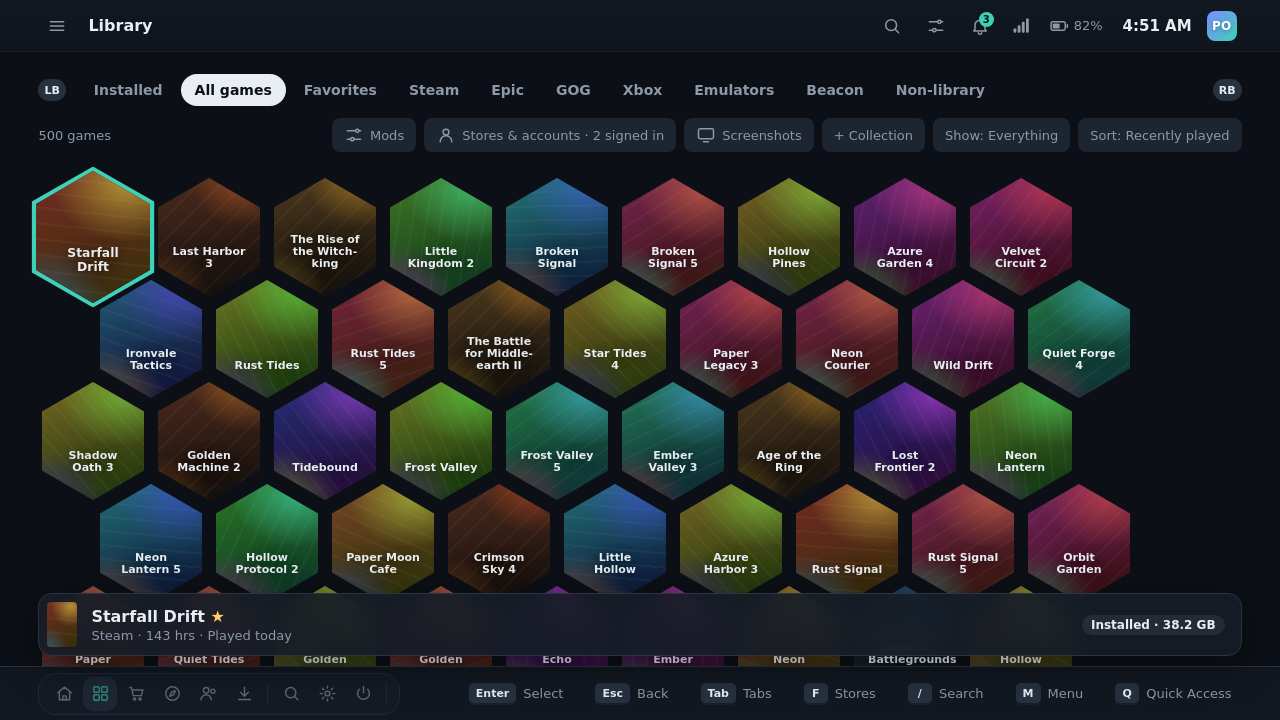 Library
3
82%
4:51 AM
PO
LB
Installed
All games
Favorites
Steam
Epic
GOG
Xbox
Emulators
Beacon
Non-library
RB
500 games
Mods
Stores & accounts · 2 signed in
Screenshots
+ Collection
Show: Everything
Sort: Recently played
Starfall
Drift
Last Harbor
3
The Rise of
the Witch-
king
Little
Kingdom 2
Broken
Signal
Broken
Signal 5
Hollow
Pines
Azure
Garden 4
Velvet
Circuit 2
Ironvale
Tactics
Rust Tides
Rust Tides
5
The Battle
for Middle-
earth II
Star Tides
4
Paper
Legacy 3
Neon
Courier
Wild Drift
Quiet Forge
4
Shadow
Oath 3
Golden
Machine 2
Tidebound
Frost Valley
Frost Valley
5
Ember
Valley 3
Age of the
Ring
Lost
Frontier 2
Neon
Lantern
Neon
Lantern 5
Hollow
Protocol 2
Paper Moon
Cafe
Crimson
Sky 4
Little
Hollow
Azure
Harbor 3
Rust Signal
Rust Signal
5
Orbit
Garden
Starfall Drift ★
Steam · 143 hrs · Played today
Installed · 38.2 GB
Paper
Quiet Tides
Golden
Golden
Echo
Ember
Neon
Battlegrounds
Hollow
Enter Select
Esc Back
Tab Tabs
F Stores
/ Search
M Menu
Q Quick Access